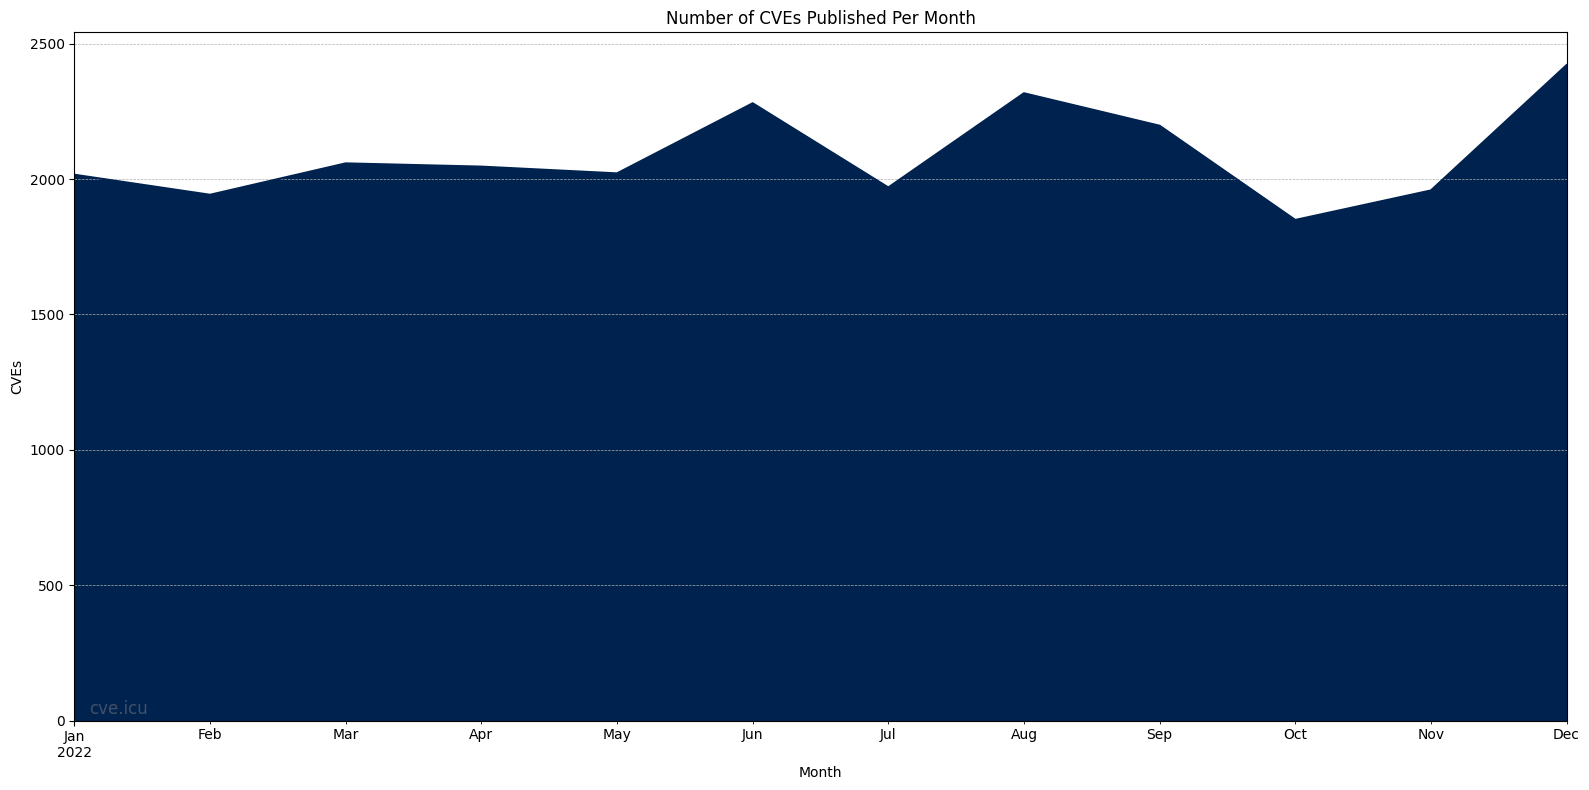 Number of CVEs Published Per Month
2500
2000
1500
1000
500
0
CVEs
cve.icu
Jan Feb Mar Apr May Jun Jul Aug Sep Oct Nov Dec
2022
Month